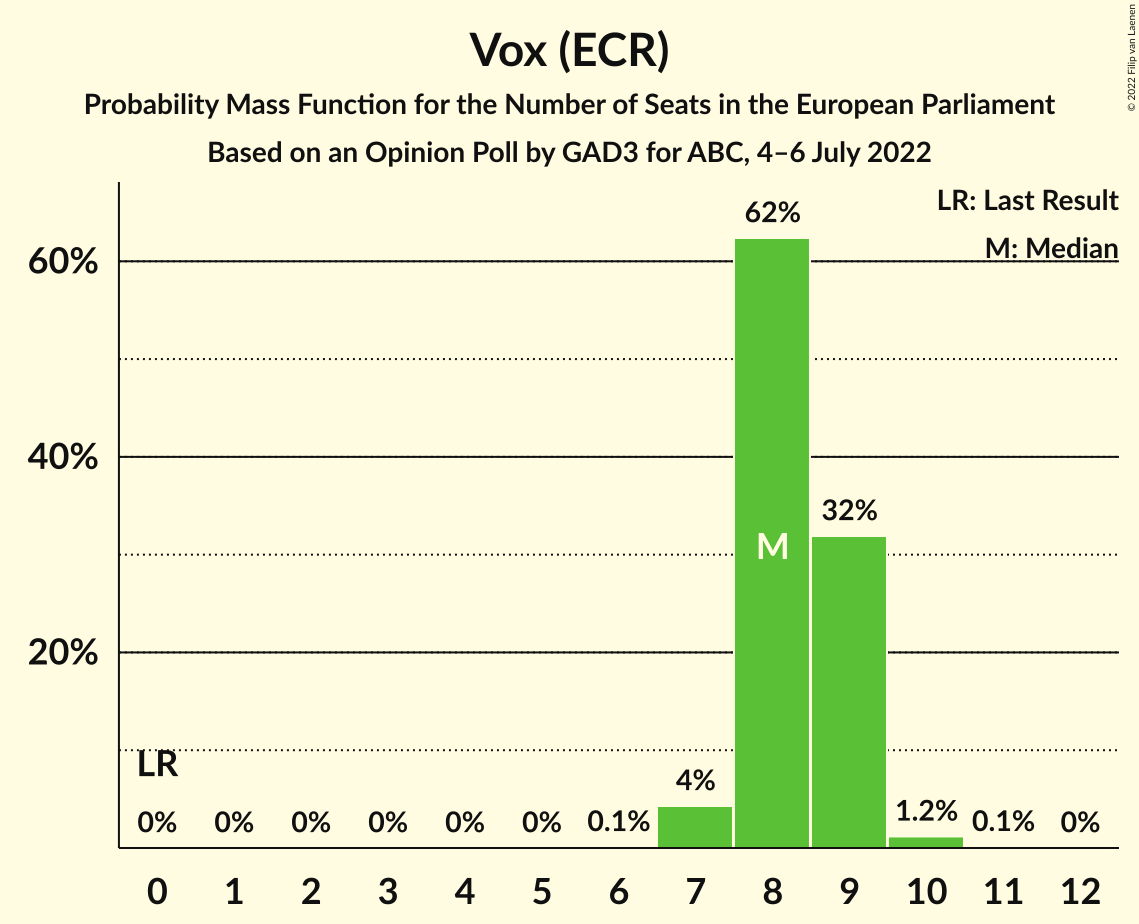 © 2022 Filip van Laenen
Vox (ECR)
Probability Mass Function for the Number of Seats in the European Parliament
Based on an Opinion Poll by GAD3 for ABC, 4–6 July 2022
LR: Last Result
M: Median
62%
60%
40%
32%
M
20%
LR
4%
0% 0% 0% 0% 0% 0% 0.1% 1.2% 0.1% 0%
0 1 2 3 4 5 6 7 8 9 10 11 12